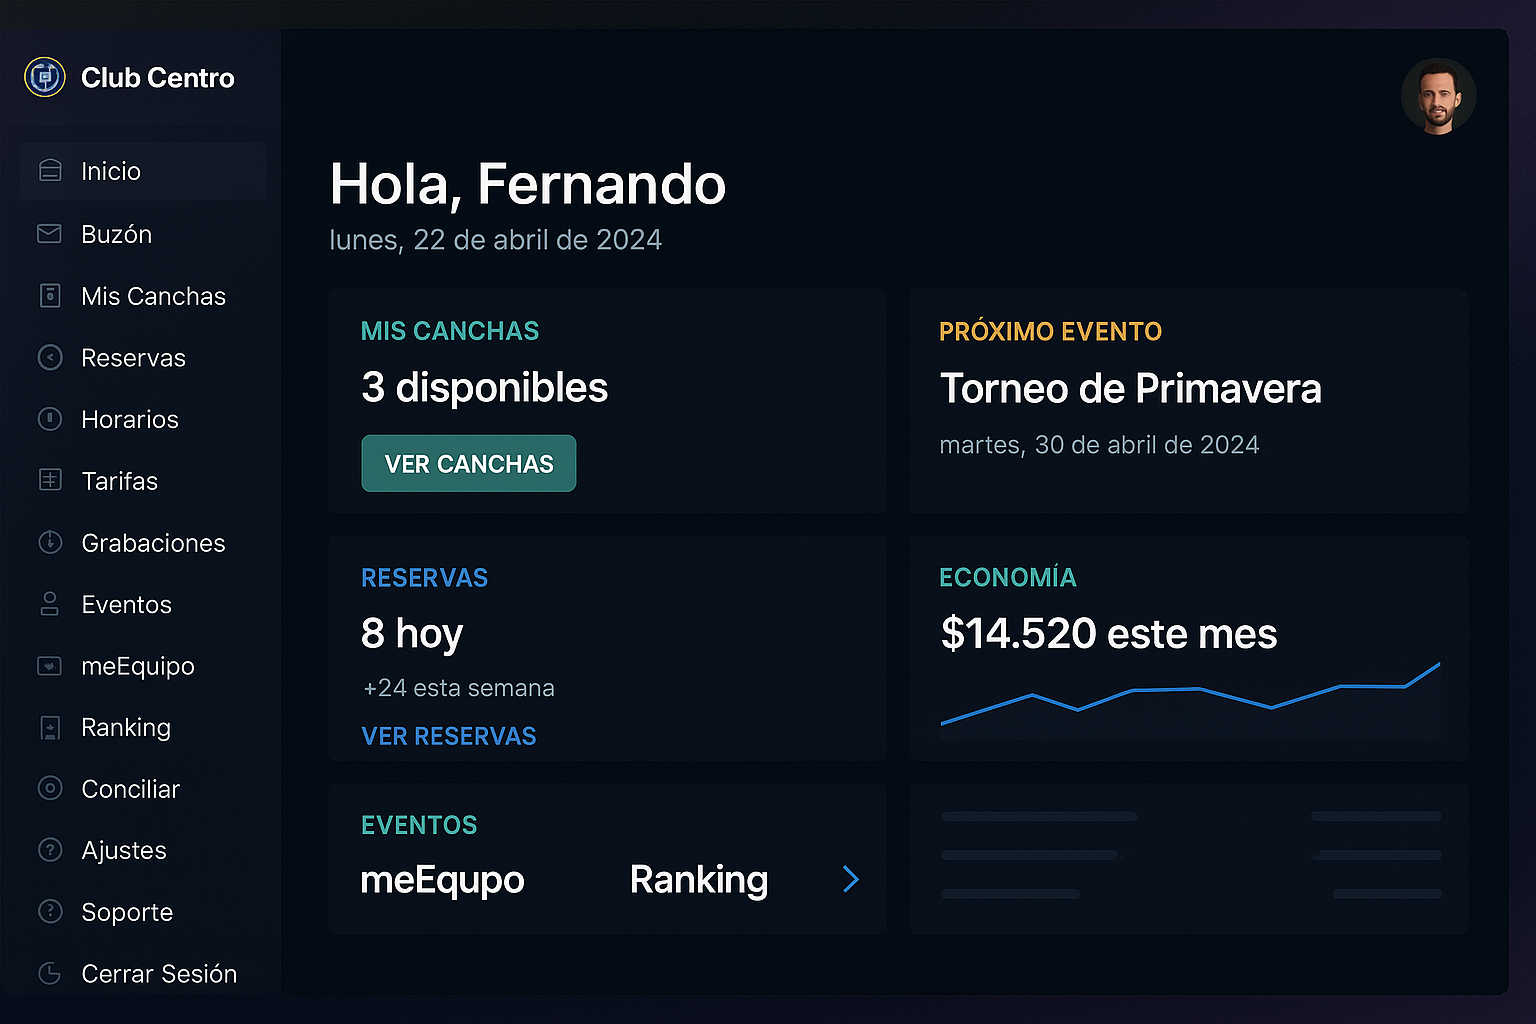 Club Centro
Inicio
Buzón
Mis Canchas
Reservas
Horarios
Tarifas
Grabaciones
Eventos
meEquipo
Ranking
Conciliar
Ajustes
Soporte
Cerrar Sesión
Hola, Fernando
lunes, 22 de abril de 2024
MIS CANCHAS
3 disponibles
VER CANCHAS
PRÓXIMO EVENTO
Torneo de Primavera
martes, 30 de abril de 2024
RESERVAS
8 hoy
+24 esta semana
VER RESERVAS
ECONOMÍA
$14.520 este mes
EVENTOS
meEqupo Ranking